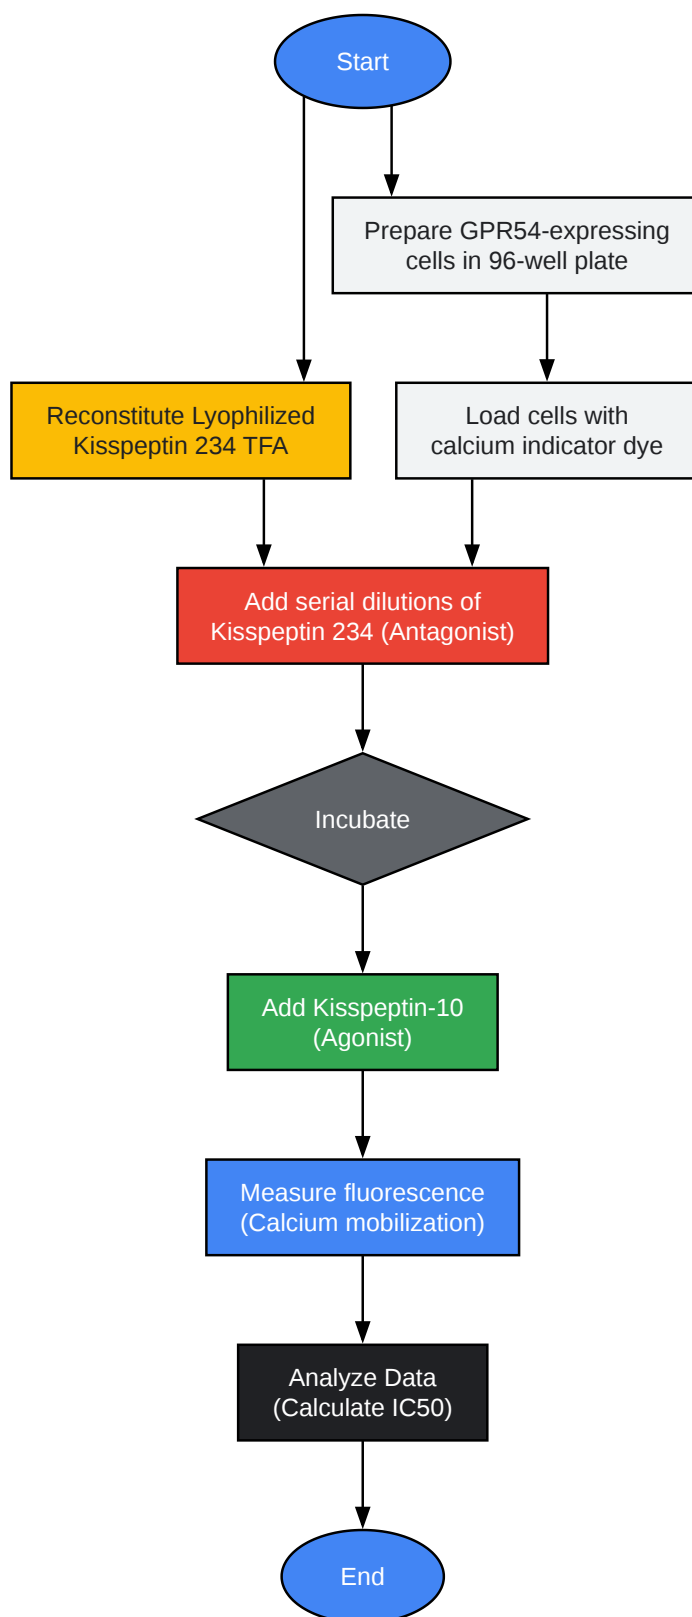 Start
Prepare GPR54-expressing
cells in 96-well plate
Reconstitute Lyophilized
Kisspeptin 234 TFA
Load cells with
calcium indicator dye
Add serial dilutions of
Kisspeptin 234 (Antagonist)
Incubate
Add Kisspeptin-10
(Agonist)
Measure fluorescence
(Calcium mobilization)
Analyze Data
(Calculate IC50)
End